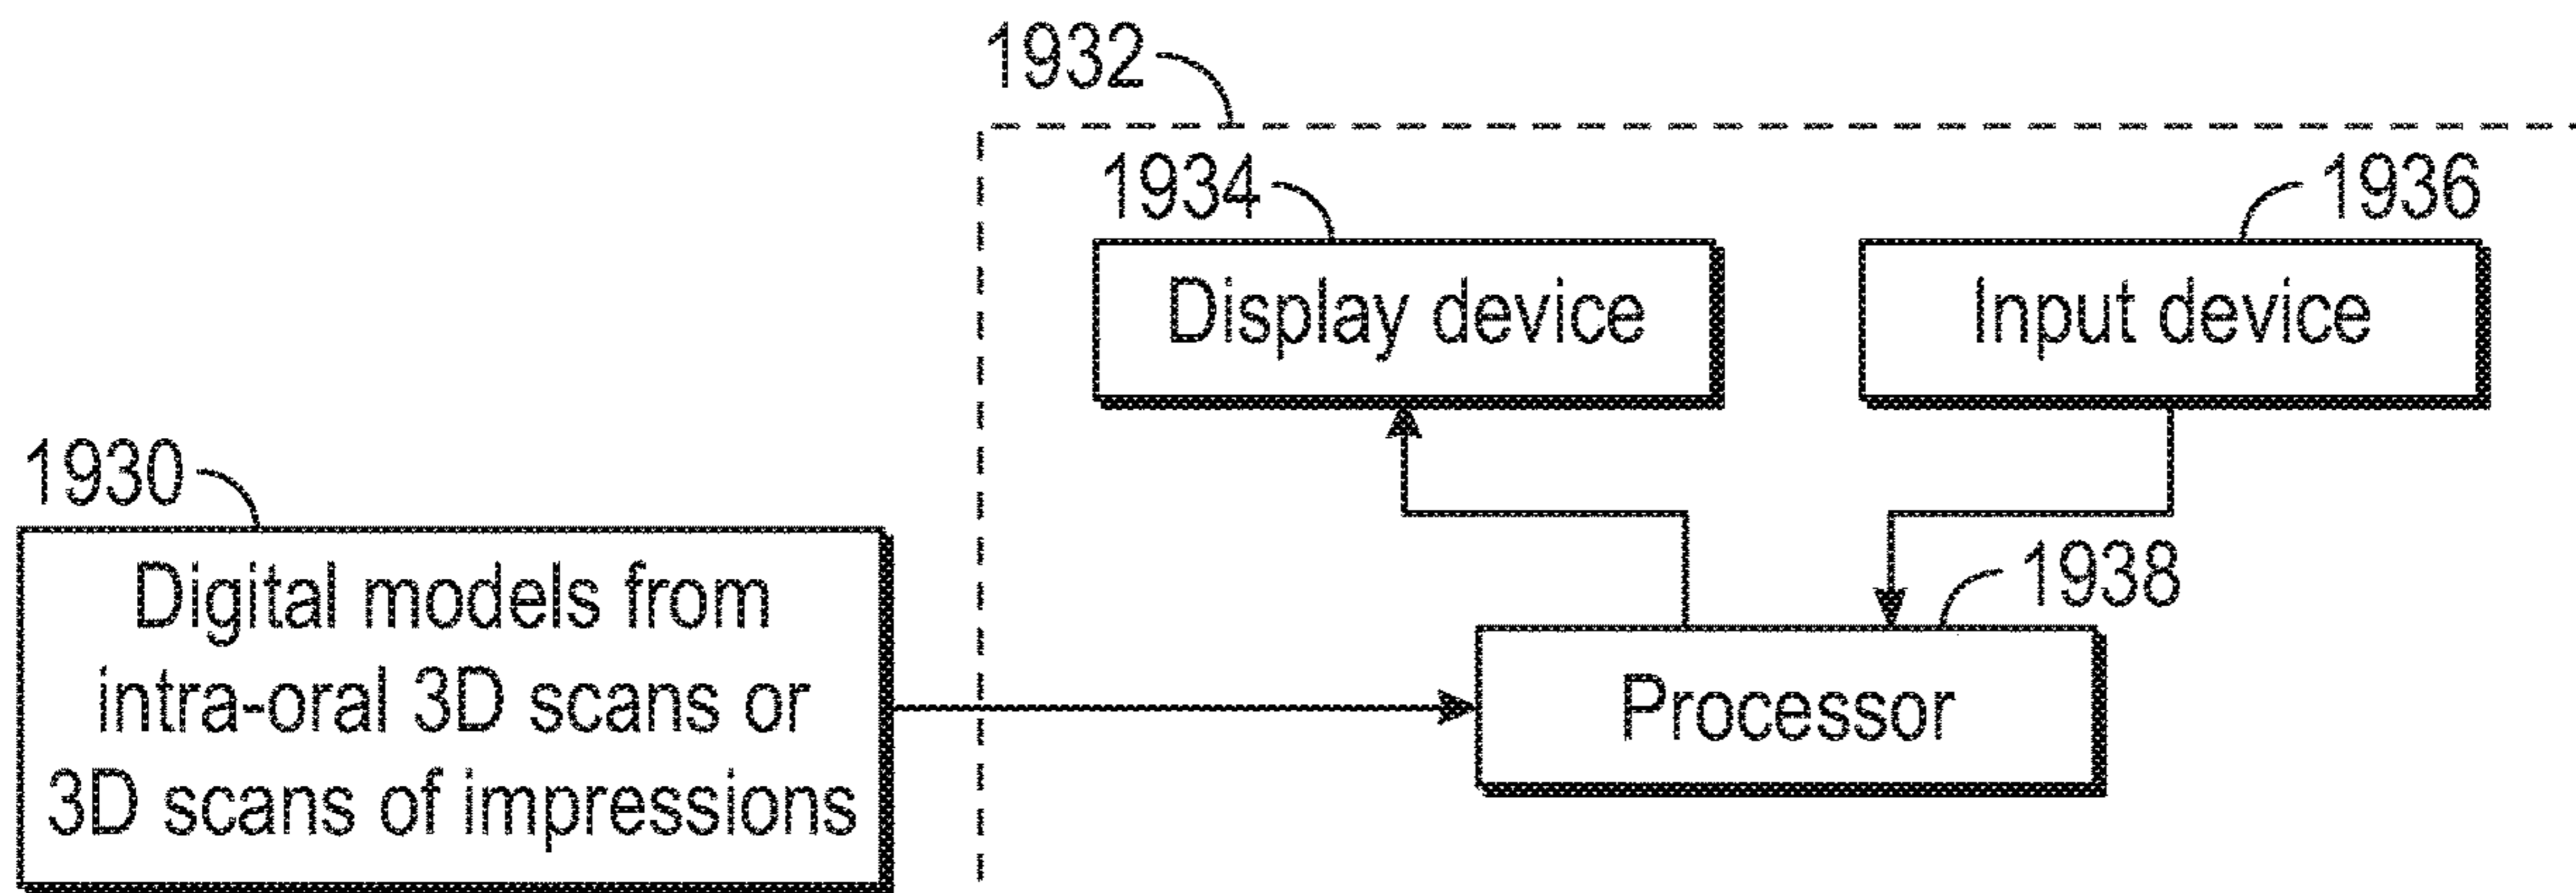 1932
1934
1936
Display device
Input device
1930
1938
Digital models from
intra-oral 3D scans or
3D scans of impressions
Processor